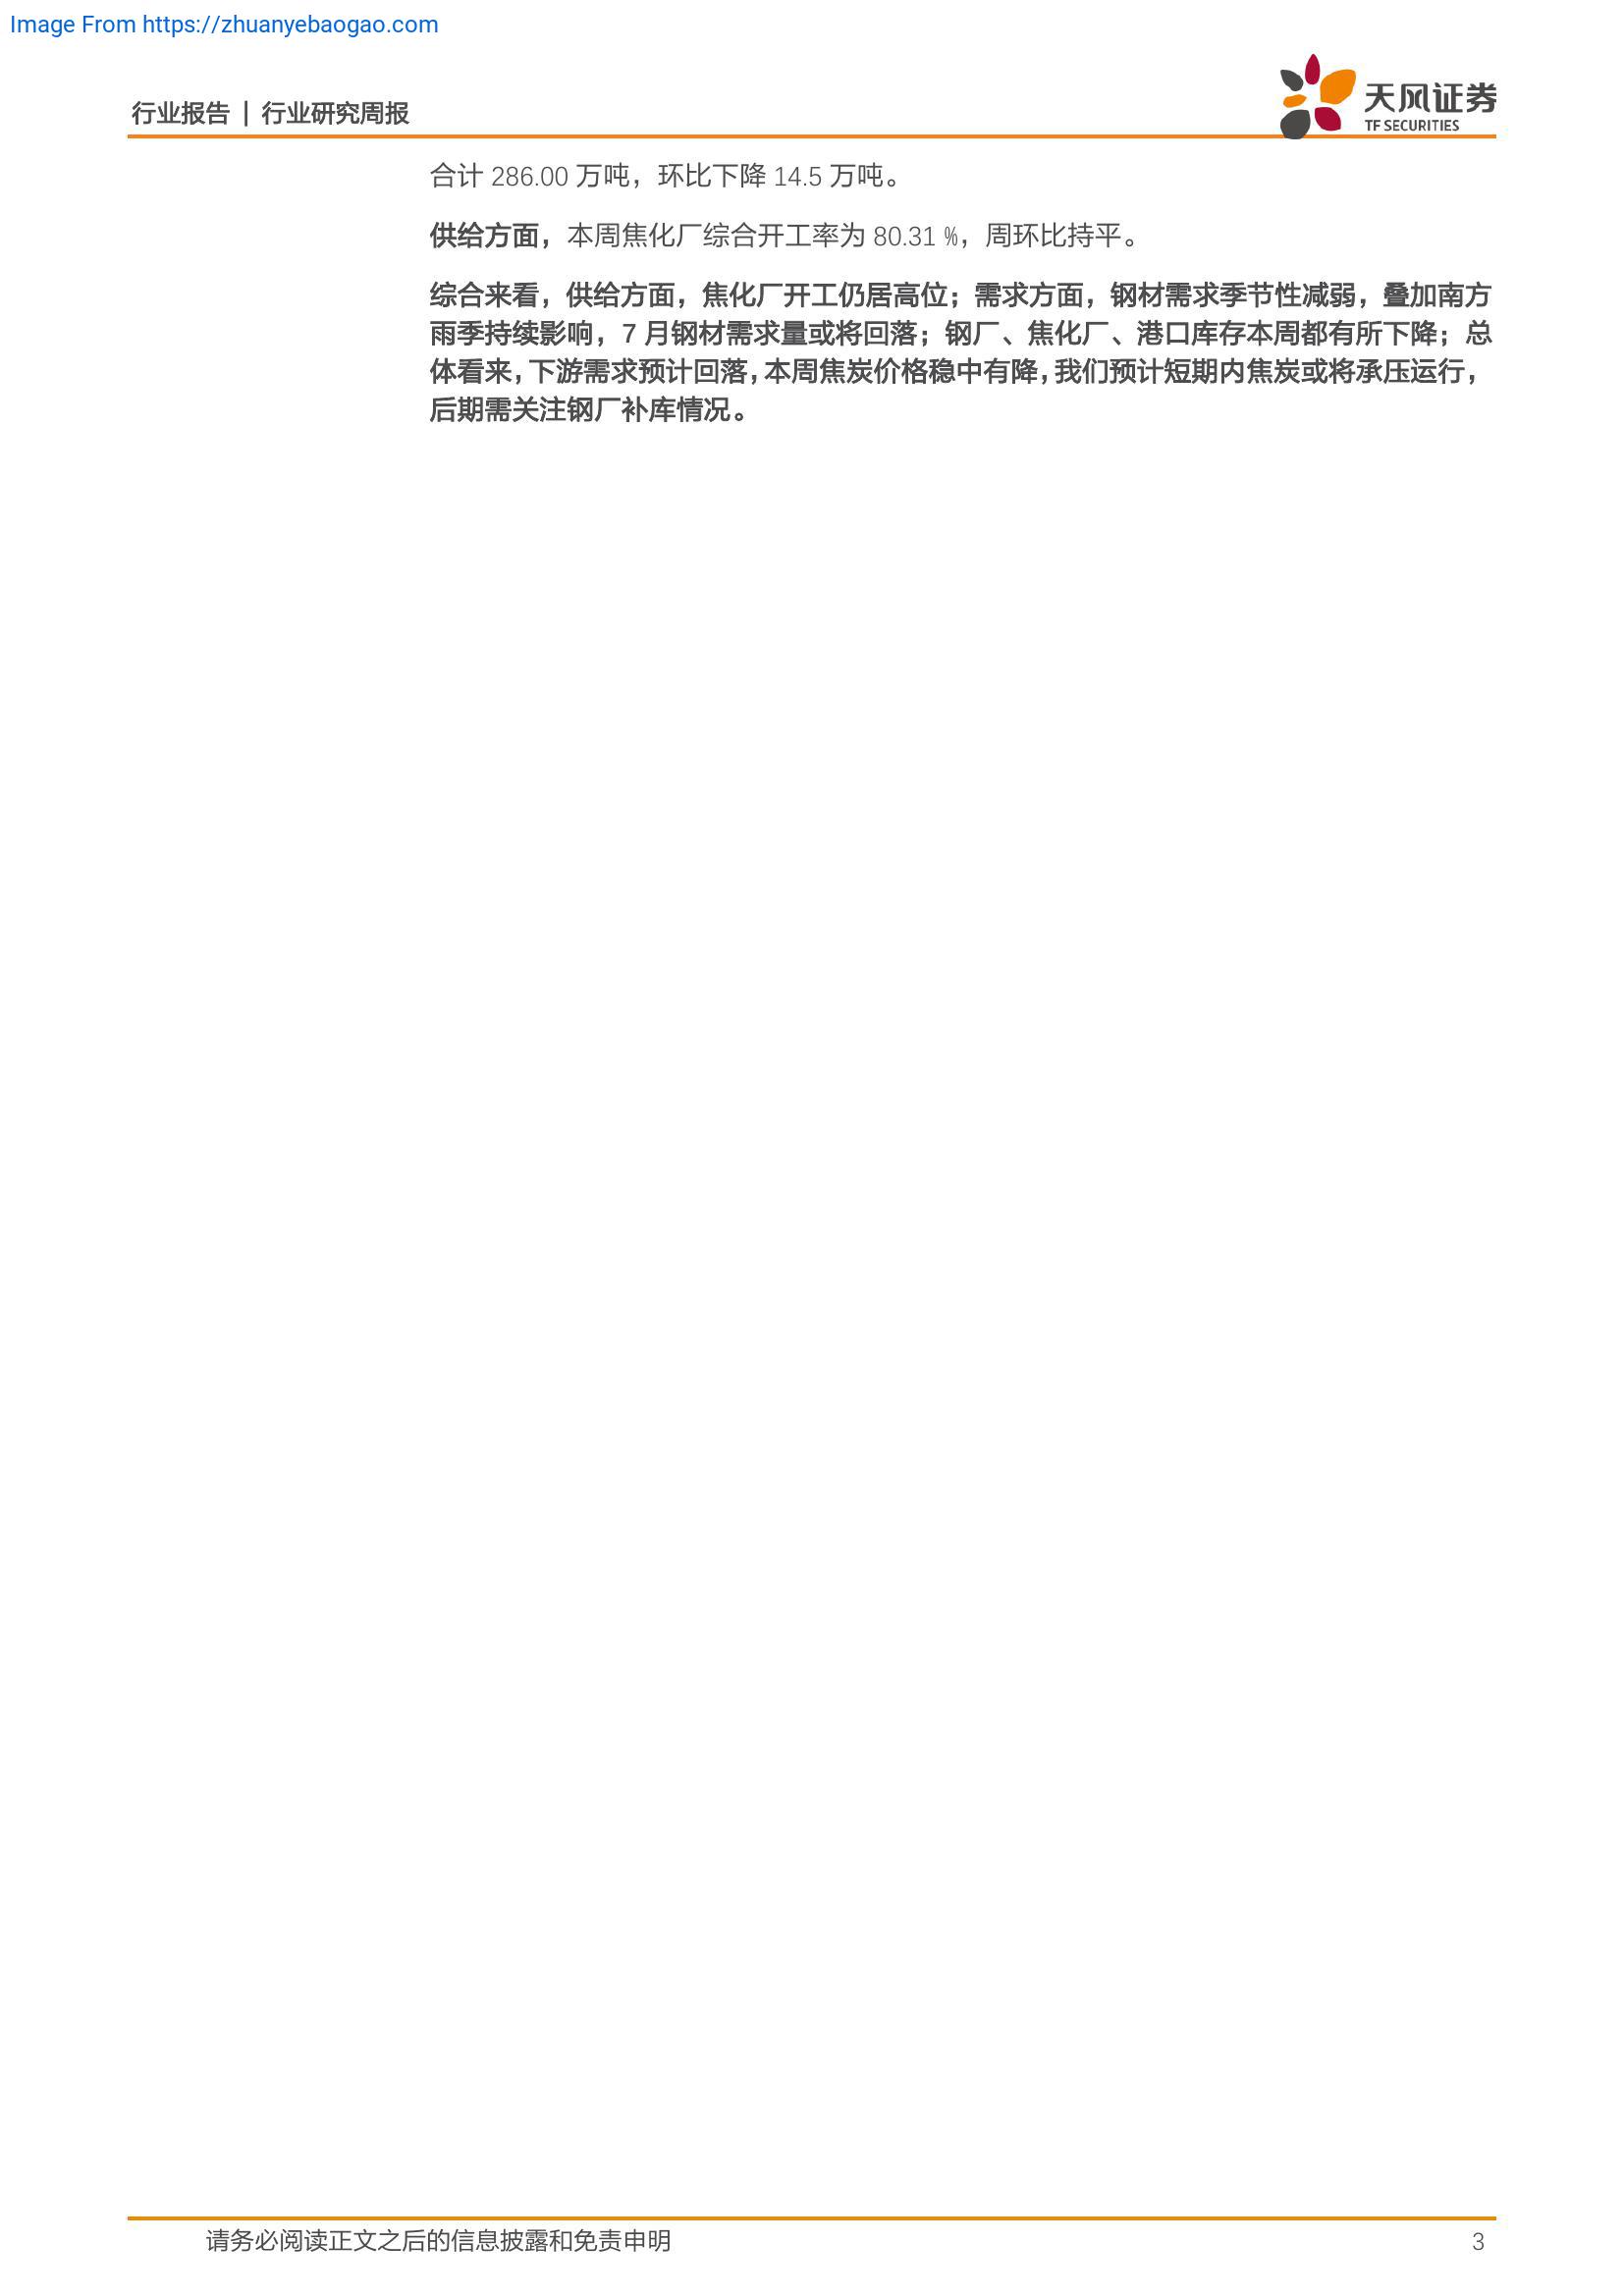 Image From https://zhuanyebaogao.com
行业报告 | 行业研究周报
天风证券
TF SECURITIES
合计 286.00 万吨，环比下降 14.5 万吨。
供给方面，本周焦化厂综合开工率为 80.31 %，周环比持平。
综合来看，供给方面，焦化厂开工仍居高位；需求方面，钢材需求季节性减弱，叠加南方
雨季持续影响，7 月钢材需求量或将回落；钢厂、焦化厂、港口库存本周都有所下降；总
体看来，下游需求预计回落，本周焦炭价格稳中有降，我们预计短期内焦炭或将承压运行，
后期需关注钢厂补库情况。
请务必阅读正文之后的信息披露和免责申明
3